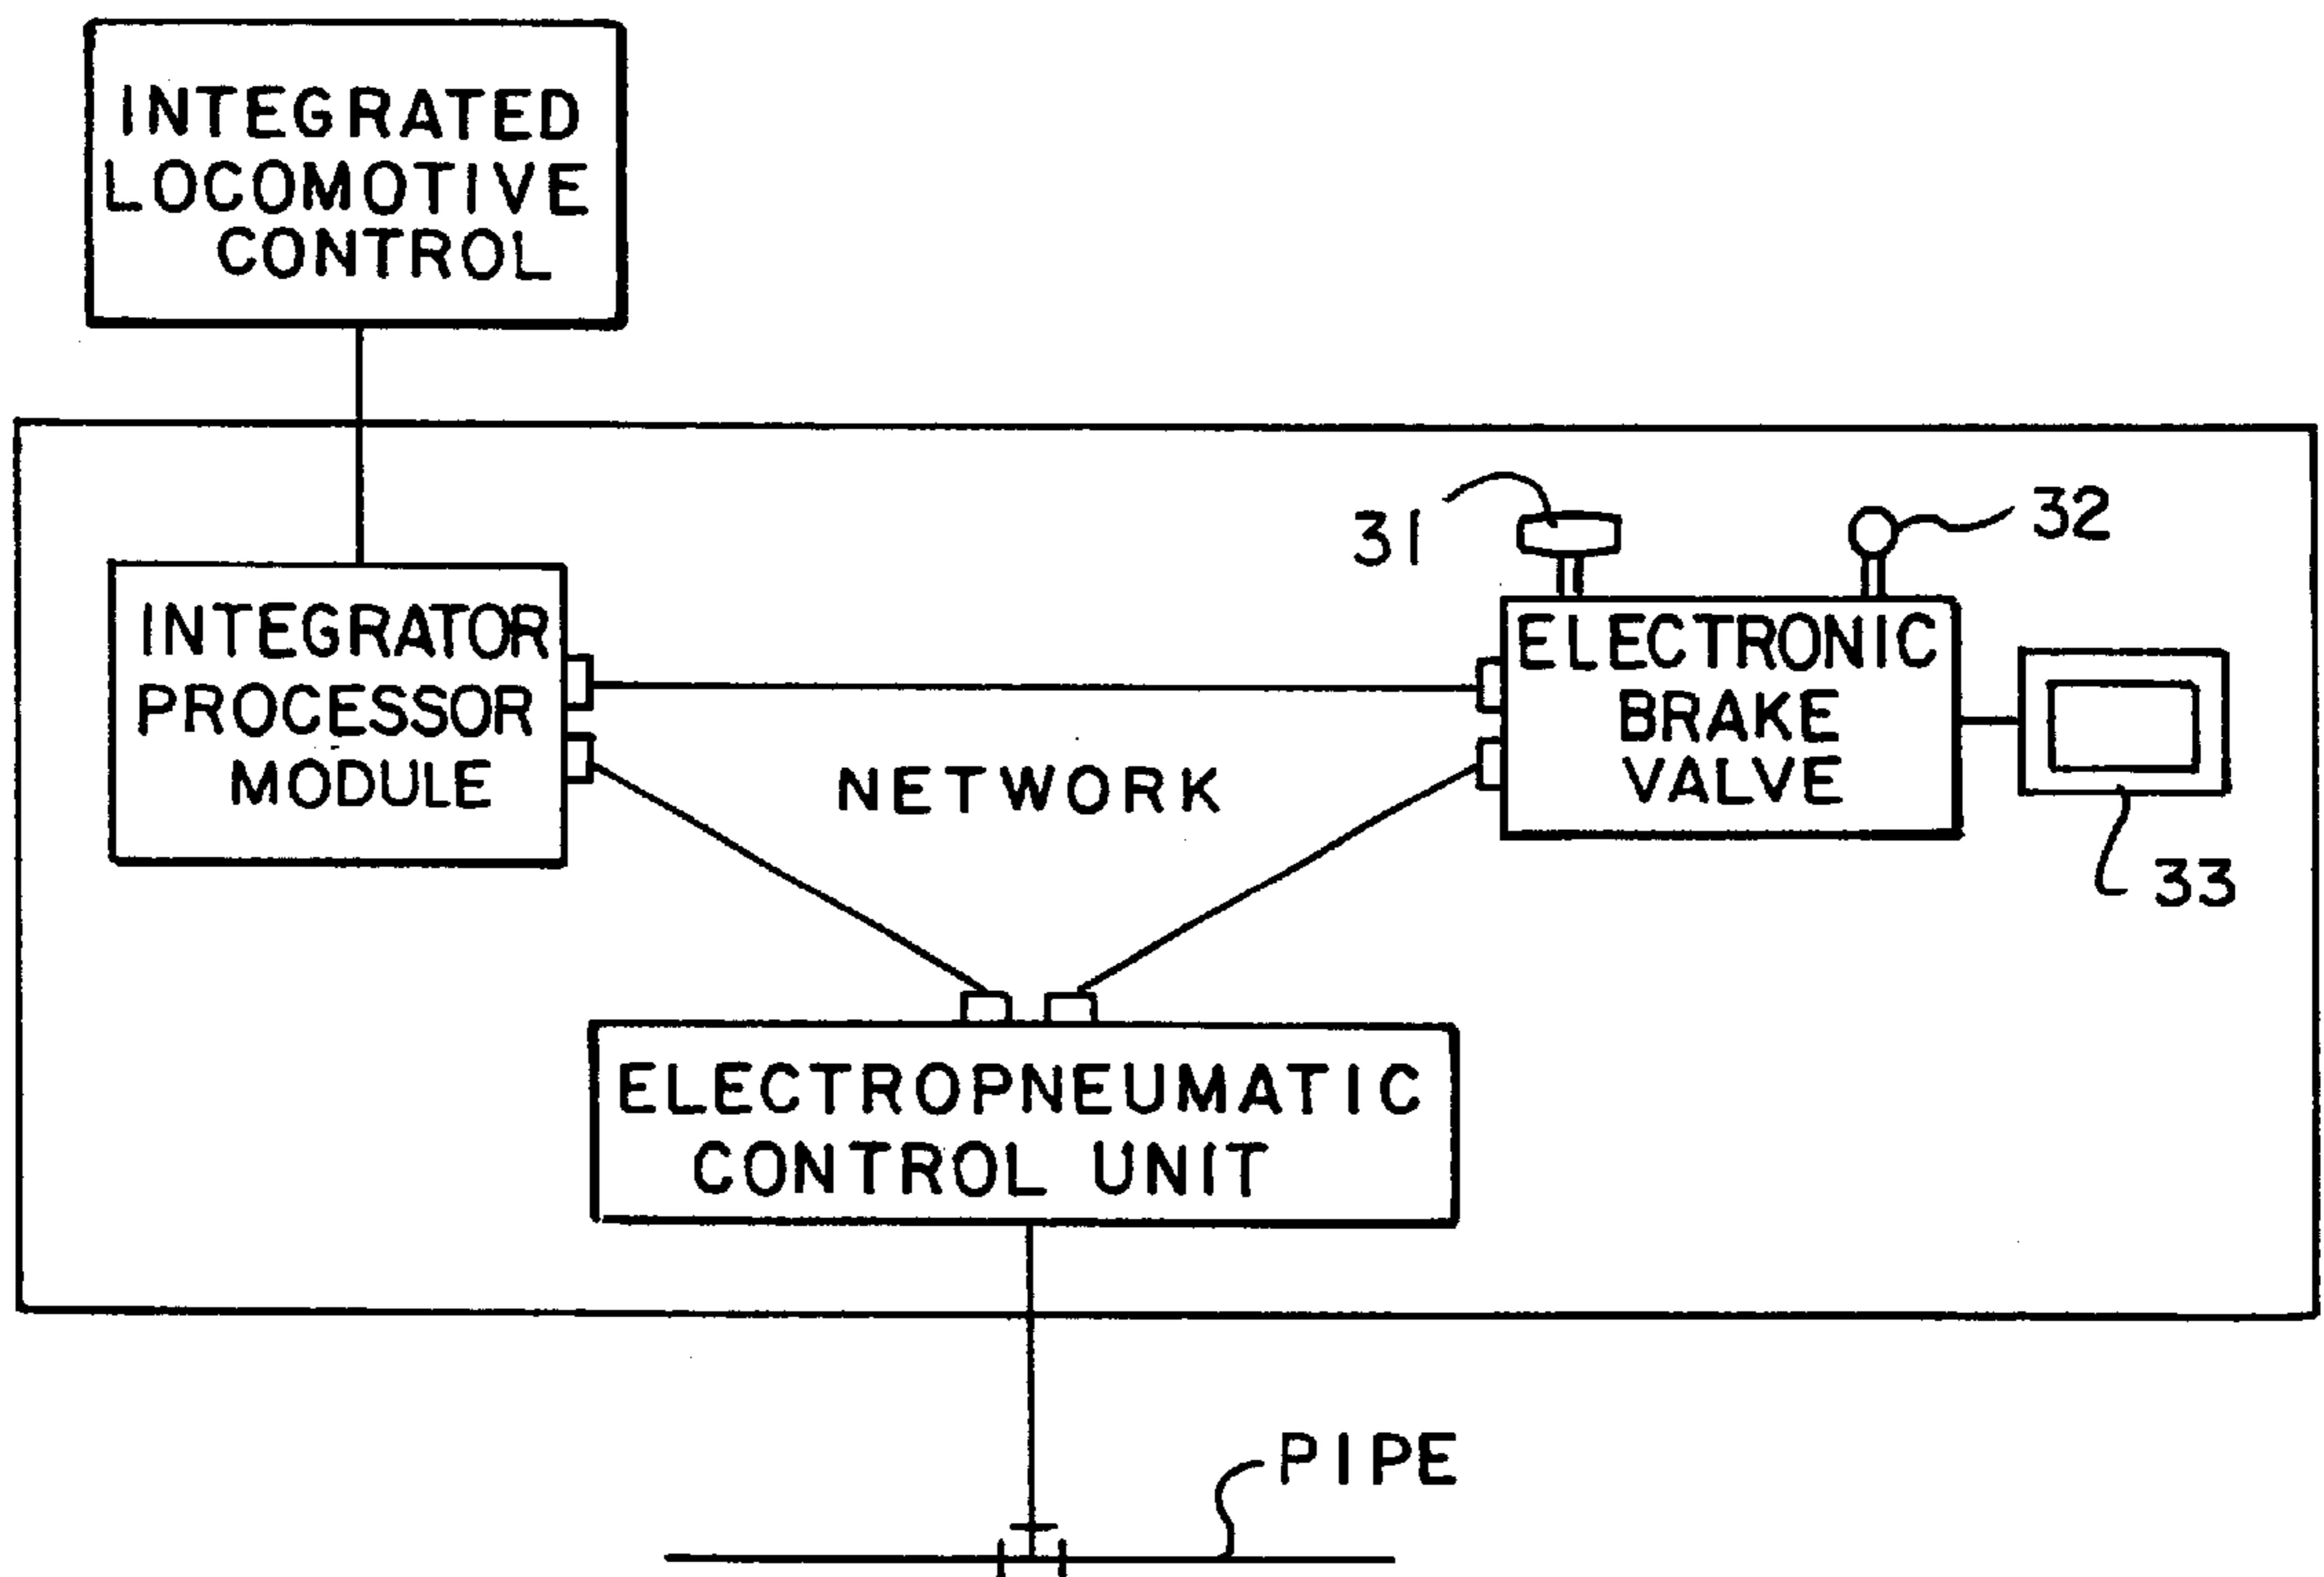 INTEGRATED
LOCOMOTIVE
CONTROL
31
32
INTEGRATOR
PROCESSOR
MODULE
ELECTRONIC
BRAKE
VALVE
NETWORK
33
ELECTROPNEUMATIC
CONTROL UNIT
PIPE